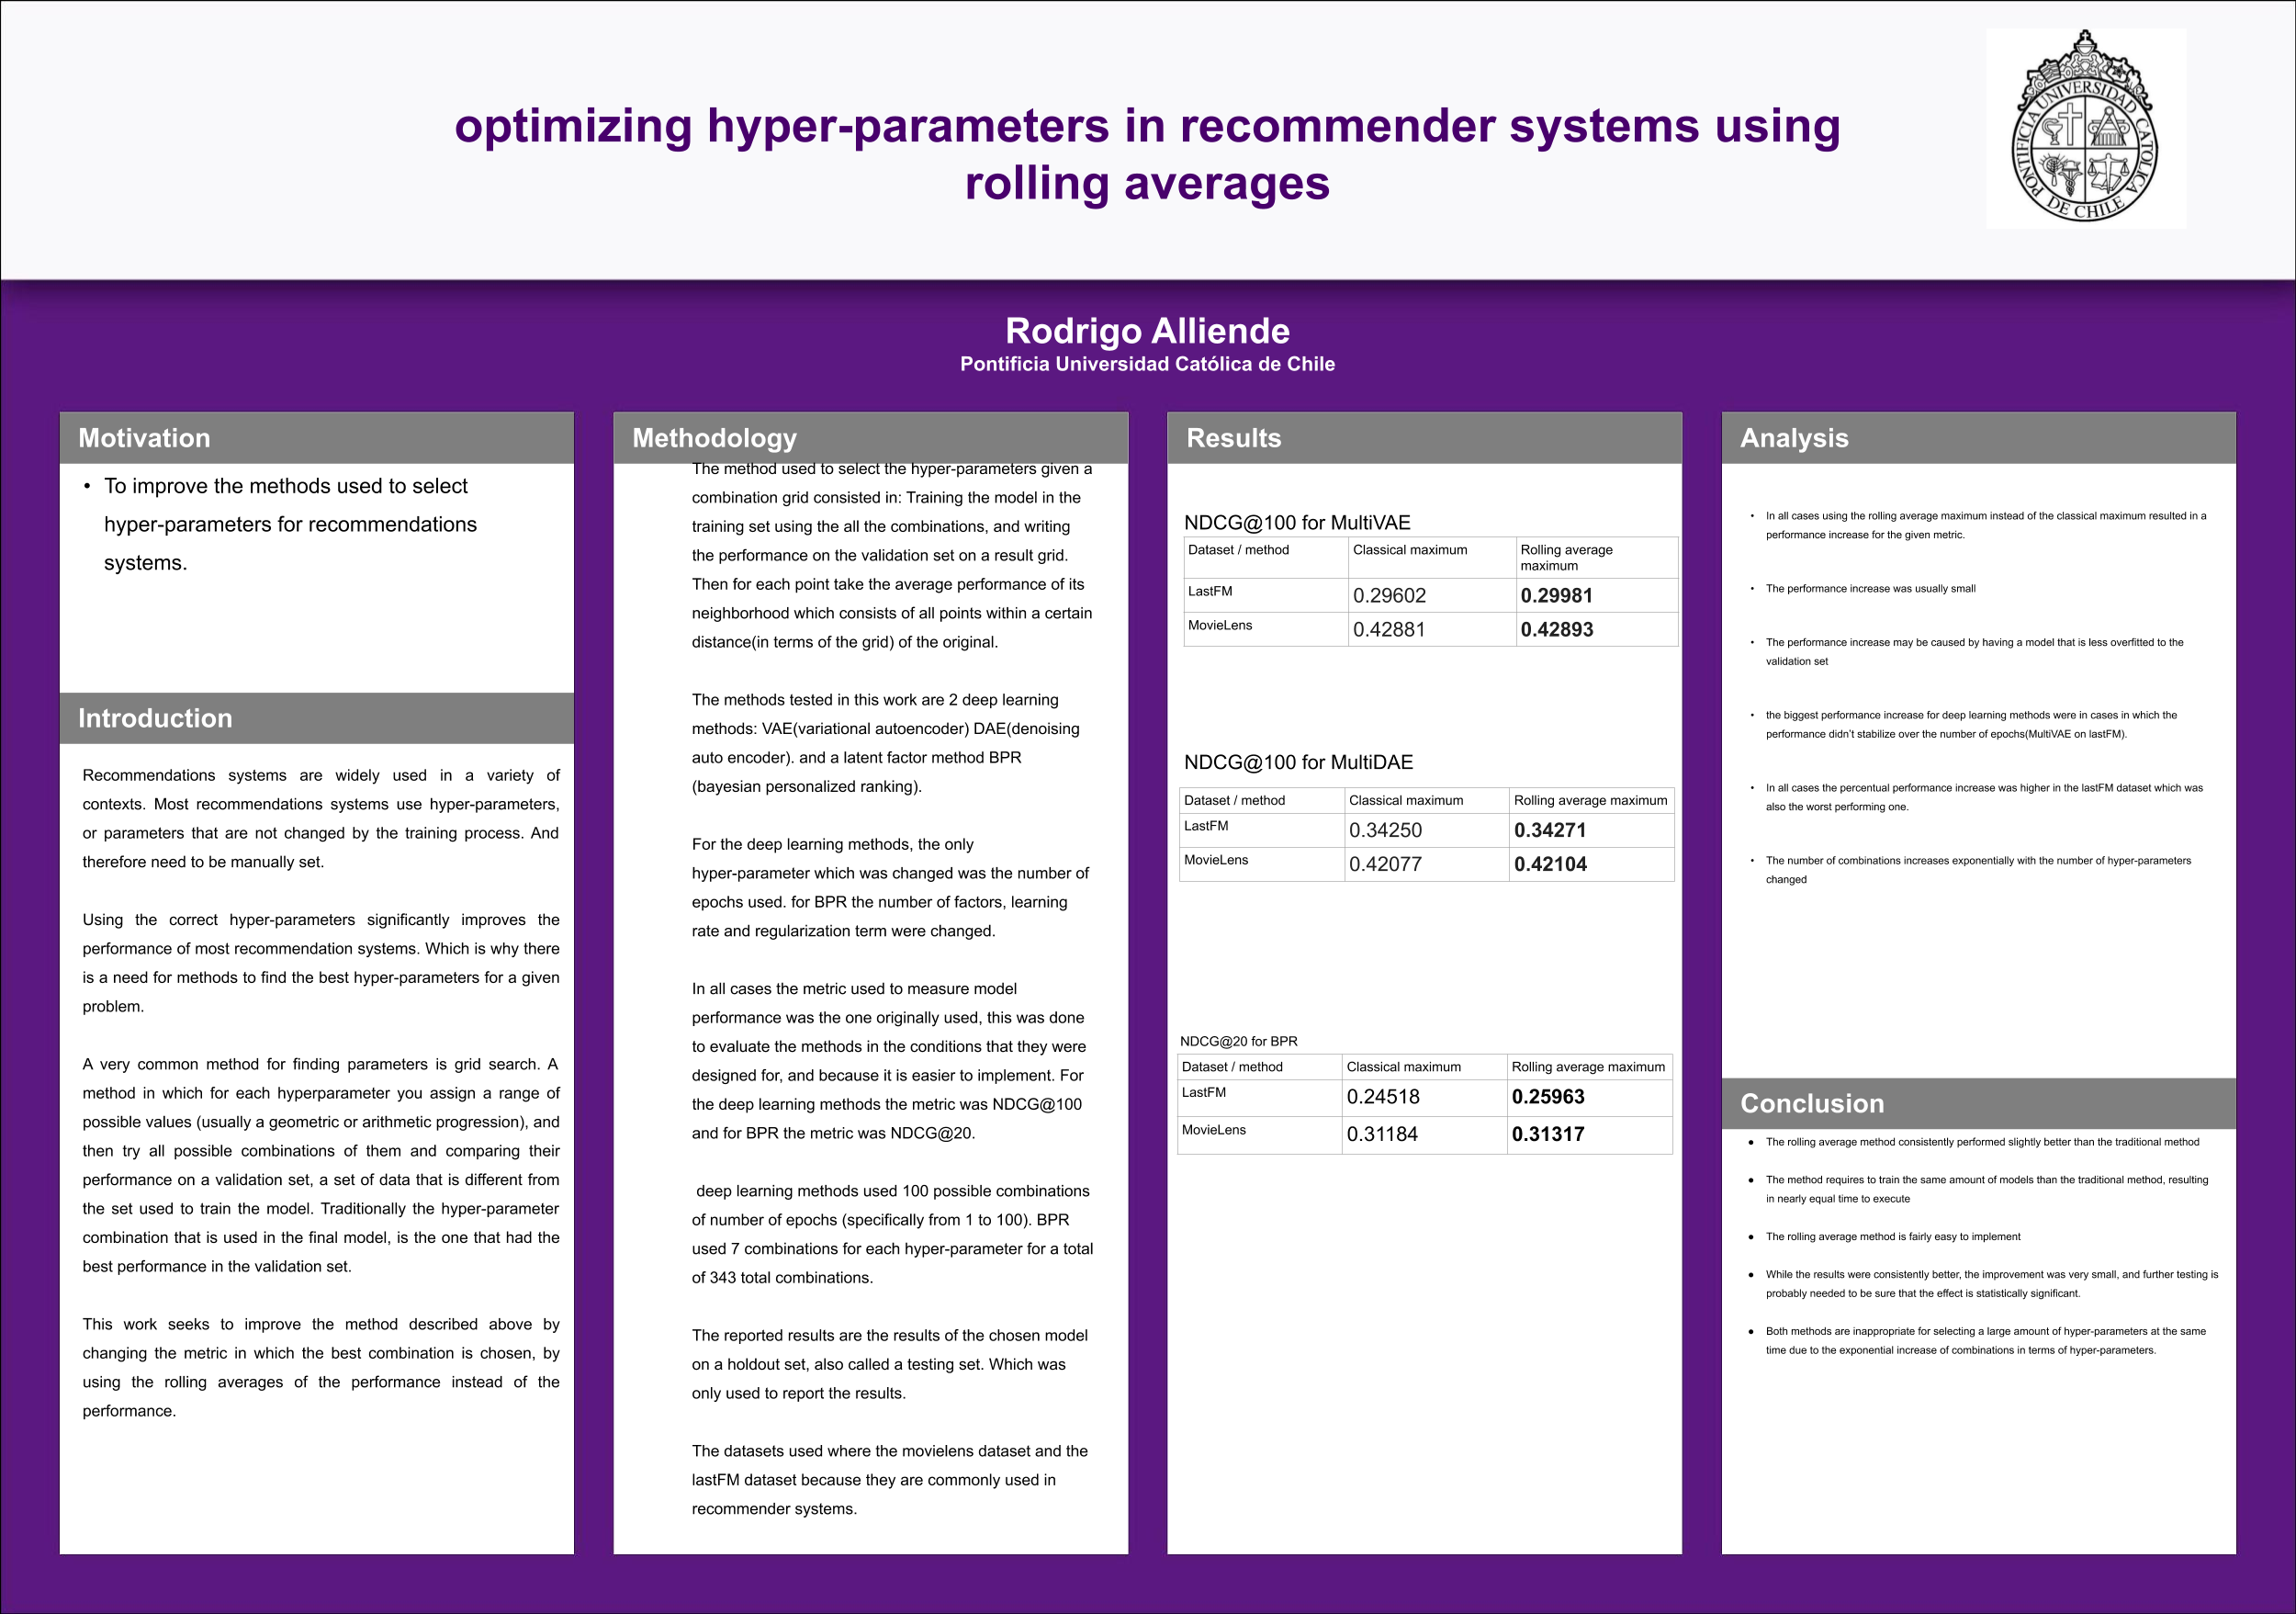 optimizing hyper-parameters in recommender systems using
rolling averages
PONTIFICIA UNIVERSIDAD CATOLICA
DE CHILE
Rodrigo Alliende
Pontificia Universidad Católica de Chile
Motivation
• To improve the methods used to select
hyper-parameters for recommendations
systems.
Introduction
Recommendations systems are widely used in a variety of
contexts. Most recommendations systems use hyper-parameters,
or parameters that are not changed by the training process. And
therefore need to be manually set.
Using the correct hyper-parameters significantly improves the
performance of most recommendation systems. Which is why there
is a need for methods to find the best hyper-parameters for a given
problem.
A very common method for finding parameters is grid search. A
method in which for each hyperparameter you assign a range of
possible values (usually a geometric or arithmetic progression), and
then try all possible combinations of them and comparing their
performance on a validation set, a set of data that is different from
the set used to train the model. Traditionally the hyper-parameter
combination that is used in the final model, is the one that had the
best performance in the validation set.
This work seeks to improve the method described above by
changing the metric in which the best combination is chosen, by
using the rolling averages of the performance instead of the
performance.
Methodology
The method used to select the hyper-parameters given a
combination grid consisted in: Training the model in the
training set using the all the combinations, and writing
the performance on the validation set on a result grid.
Then for each point take the average performance of its
neighborhood which consists of all points within a certain
distance(in terms of the grid) of the original.
The methods tested in this work are 2 deep learning
methods: VAE(variational autoencoder) DAE(denoising
auto encoder). and a latent factor method BPR
(bayesian personalized ranking).
For the deep learning methods, the only
hyper-parameter which was changed was the number of
epochs used. for BPR the number of factors, learning
rate and regularization term were changed.
In all cases the metric used to measure model
performance was the one originally used, this was done
to evaluate the methods in the conditions that they were
designed for, and because it is easier to implement. For
the deep learning methods the metric was NDCG@100
and for BPR the metric was NDCG@20.
deep learning methods used 100 possible combinations
of number of epochs (specifically from 1 to 100). BPR
used 7 combinations for each hyper-parameter for a total
of 343 total combinations.
The reported results are the results of the chosen model
on a holdout set, also called a testing set. Which was
only used to report the results.
The datasets used where the movielens dataset and the
lastFM dataset because they are commonly used in
recommender systems.
Results
NDCG@100 for MultiVAE
Dataset / method Classical maximum Rolling average
maximum
LastFM 0.29602 0.29981
MovieLens 0.42881 0.42893
NDCG@100 for MultiDAE
Dataset / method Classical maximum Rolling average maximum
LastFM 0.34250 0.34271
MovieLens 0.42077 0.42104
NDCG@20 for BPR
Dataset / method Classical maximum Rolling average maximum
LastFM 0.24518 0.25963
MovieLens 0.31184 0.31317
Analysis
• In all cases using the rolling average maximum instead of the classical maximum resulted in a
performance increase for the given metric.
• The performance increase was usually small
• The performance increase may be caused by having a model that is less overfitted to the
validation set
• the biggest performance increase for deep learning methods were in cases in which the
performance didn't stabilize over the number of epochs(MultiVAE on lastFM).
• In all cases the percentual performance increase was higher in the lastFM dataset which was
also the worst performing one.
• The number of combinations increases exponentially with the number of hyper-parameters
changed
Conclusion
● The rolling average method consistently performed slightly better than the traditional method
● The method requires to train the same amount of models than the traditional method, resulting
in nearly equal time to execute
● The rolling average method is fairly easy to implement
● While the results were consistently better, the improvement was very small, and further testing is
probably needed to be sure that the effect is statistically significant.
● Both methods are inappropriate for selecting a large amount of hyper-parameters at the same
time due to the exponential increase of combinations in terms of hyper-parameters.